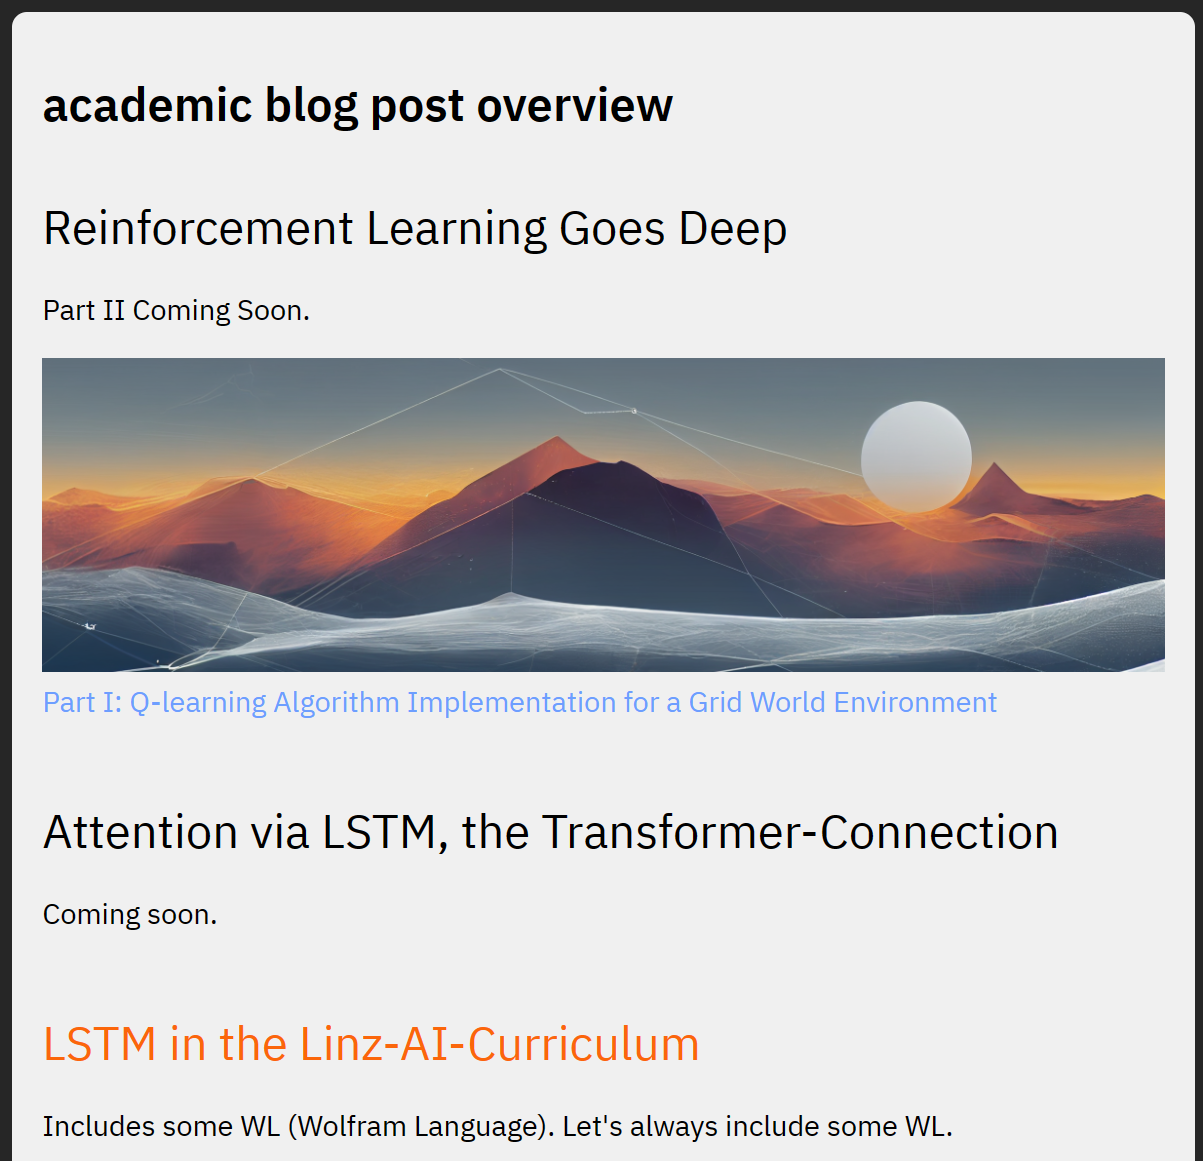 academic blog post overview
Reinforcement Learning Goes Deep
Part II Coming Soon.
Part I: Q-learning Algorithm Implementation for a Grid World Environment
Attention via LSTM, the Transformer-Connection
Coming soon.
LSTM in the Linz-AI-Curriculum
Includes some WL (Wolfram Language). Let's always include some WL.